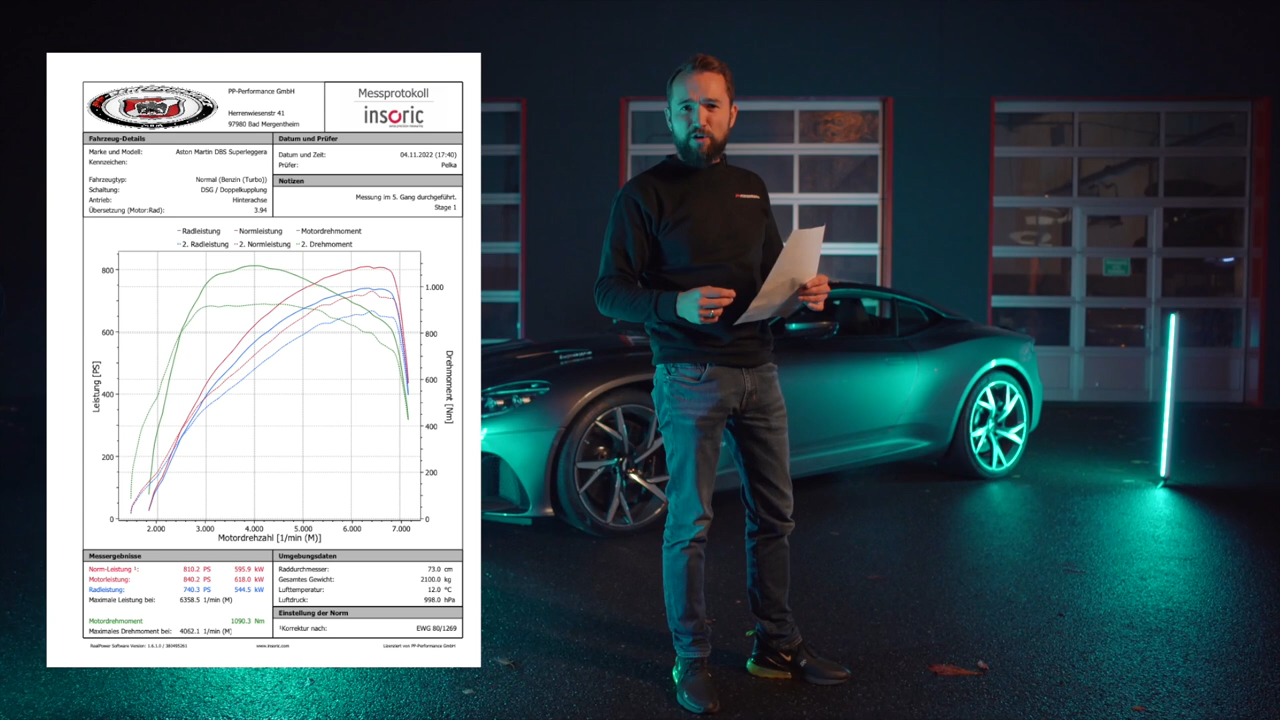 PP-Performance GmbH
Herrenwiesenstr 41
97980 Bad Mergentheim
Messprotokoll
insoric
Fahrzeug-Details
Marke und Modell: Aston Martin DBS Superleggera
Kennzeichen:
Fahrzeugtyp: Normal (Benzin (Turbo))
Schaltung: DSG / Doppelkupplung
Antrieb: Hinterachse
Übersetzung (Motor:Rad): 3.94
Datum und Prüfer
Datum und Zeit: 04.11.2022 (17:40)
Prüfer: Pelka
Notizen
Messung im 5. Gang durchgeführt.
Stage 1
Radleistung Normleistung Motordrehmoment
2. Radleistung 2. Normleistung 2. Drehmoment
Leistung [PS]
800
600
400
200
0
Drehmoment [Nm]
1.000
800
600
400
200
0
2.000 3.000 4.000 5.000 6.000 7.000
Motordrehzahl [1/min (M)]
Messergebnisse
Norm-Leistung ¹: 810.2 PS 595.9 kW
Motorleistung: 840.2 PS 618.0 kW
Radleistung: 740.3 PS 544.5 kW
Maximale Leistung bei: 6358.5 1/min (M)
Motordrehmoment 1090.3 Nm
Maximales Drehmoment bei: 4062.1 1/min (M)
Umgebungsdaten
Raddurchmesser: 73.0 cm
Gesamtes Gewicht: 2100.0 kg
Lufttemperatur: 12.0 °C
Luftdruck: 998.0 hPa
Einstellung der Norm
¹Korrektur nach: EWG 80/1269
RealPower Software Version: 1.6.1.0 / 380495261
www.insoric.com
Lizenziert von PP-Performance GmbH